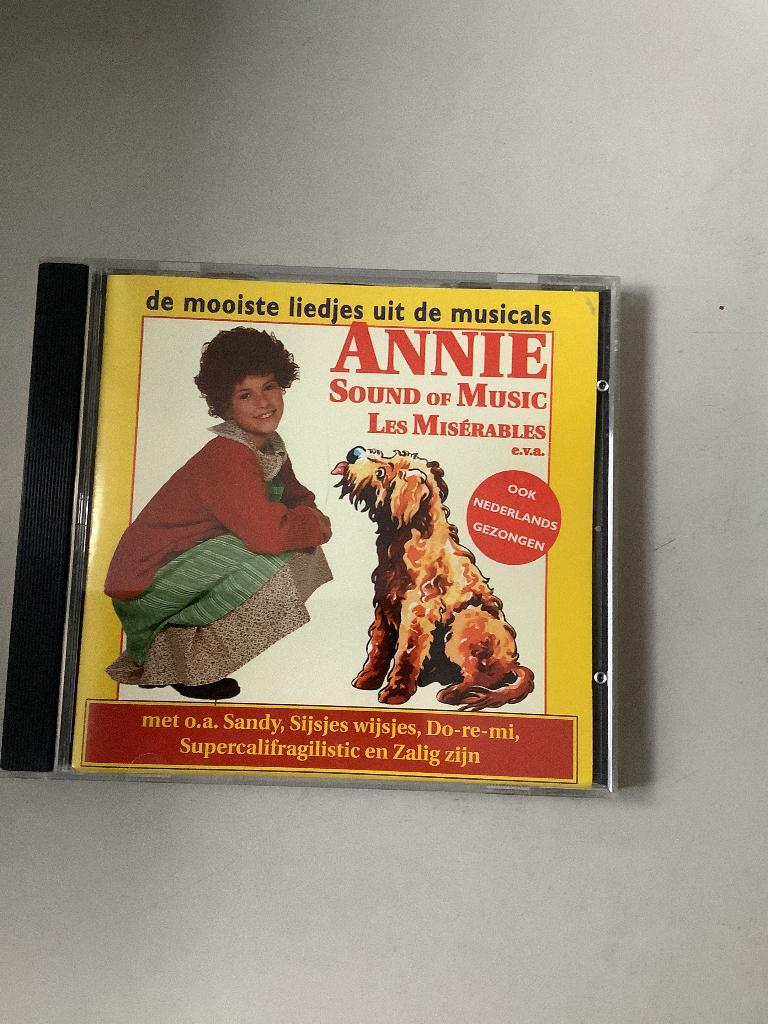 de mooiste liedjes uit de musicals
ANNIE
SOUND OF MUSIC
LES MISÉRABLES
e.v.a.
OOK
NEDERLANDS
GEZONGEN
met o.a. Sandy, Sijsjes wijsjes, Do-re-mi,
Supercalifragilistic en Zalig zijn